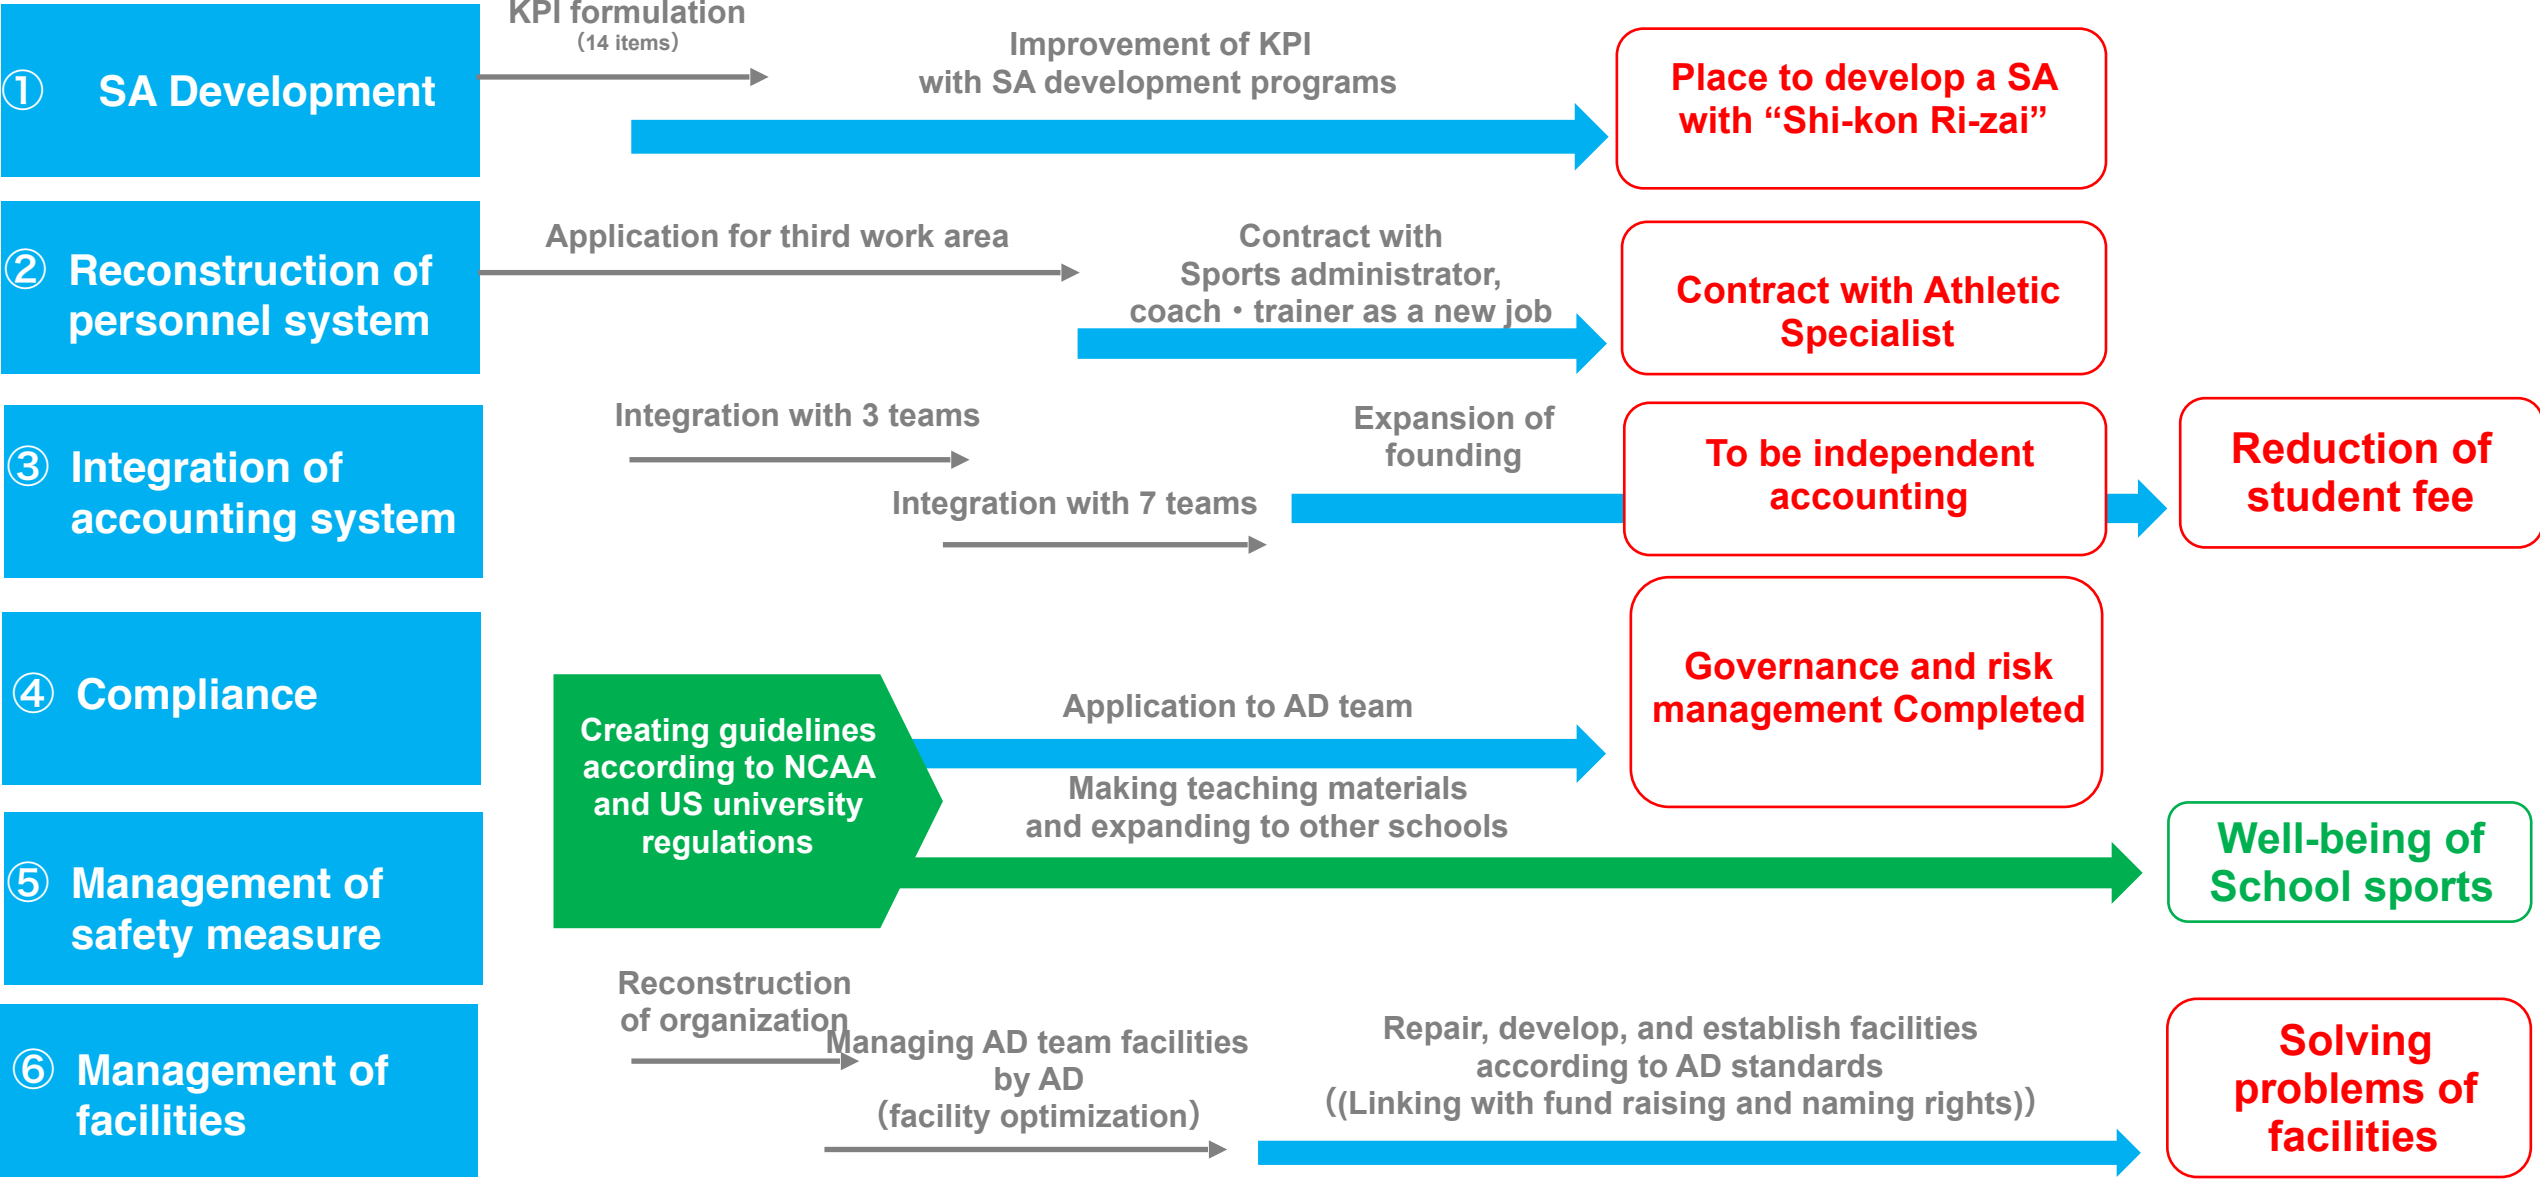 KPI formulation
（14 items）
① SA Development
Improvement of KPI
with SA development programs
Place to develop a SA
with “Shi-kon Ri-zai”
② Reconstruction of
personnel system
Application for third work area
Contract with
Sports administrator,
coach・trainer as a new job
Contract with Athletic
Specialist
③ Integration of
accounting system
Integration with 3 teams
Integration with 7 teams
Expansion of
founding
To be independent
accounting
Reduction of
student fee
④ Compliance
Creating guidelines
according to NCAA
and US university
regulations
Application to AD team
Governance and risk
management Completed
Making teaching materials
and expanding to other schools
⑤ Management of
safety measure
Well-being of
School sports
⑥ Management of
facilities
Reconstruction
of organization
Managing AD team facilities
by AD
（facility optimization）
Repair, develop, and establish facilities
according to AD standards
（(Linking with fund raising and naming rights)）
Solving
problems of
facilities